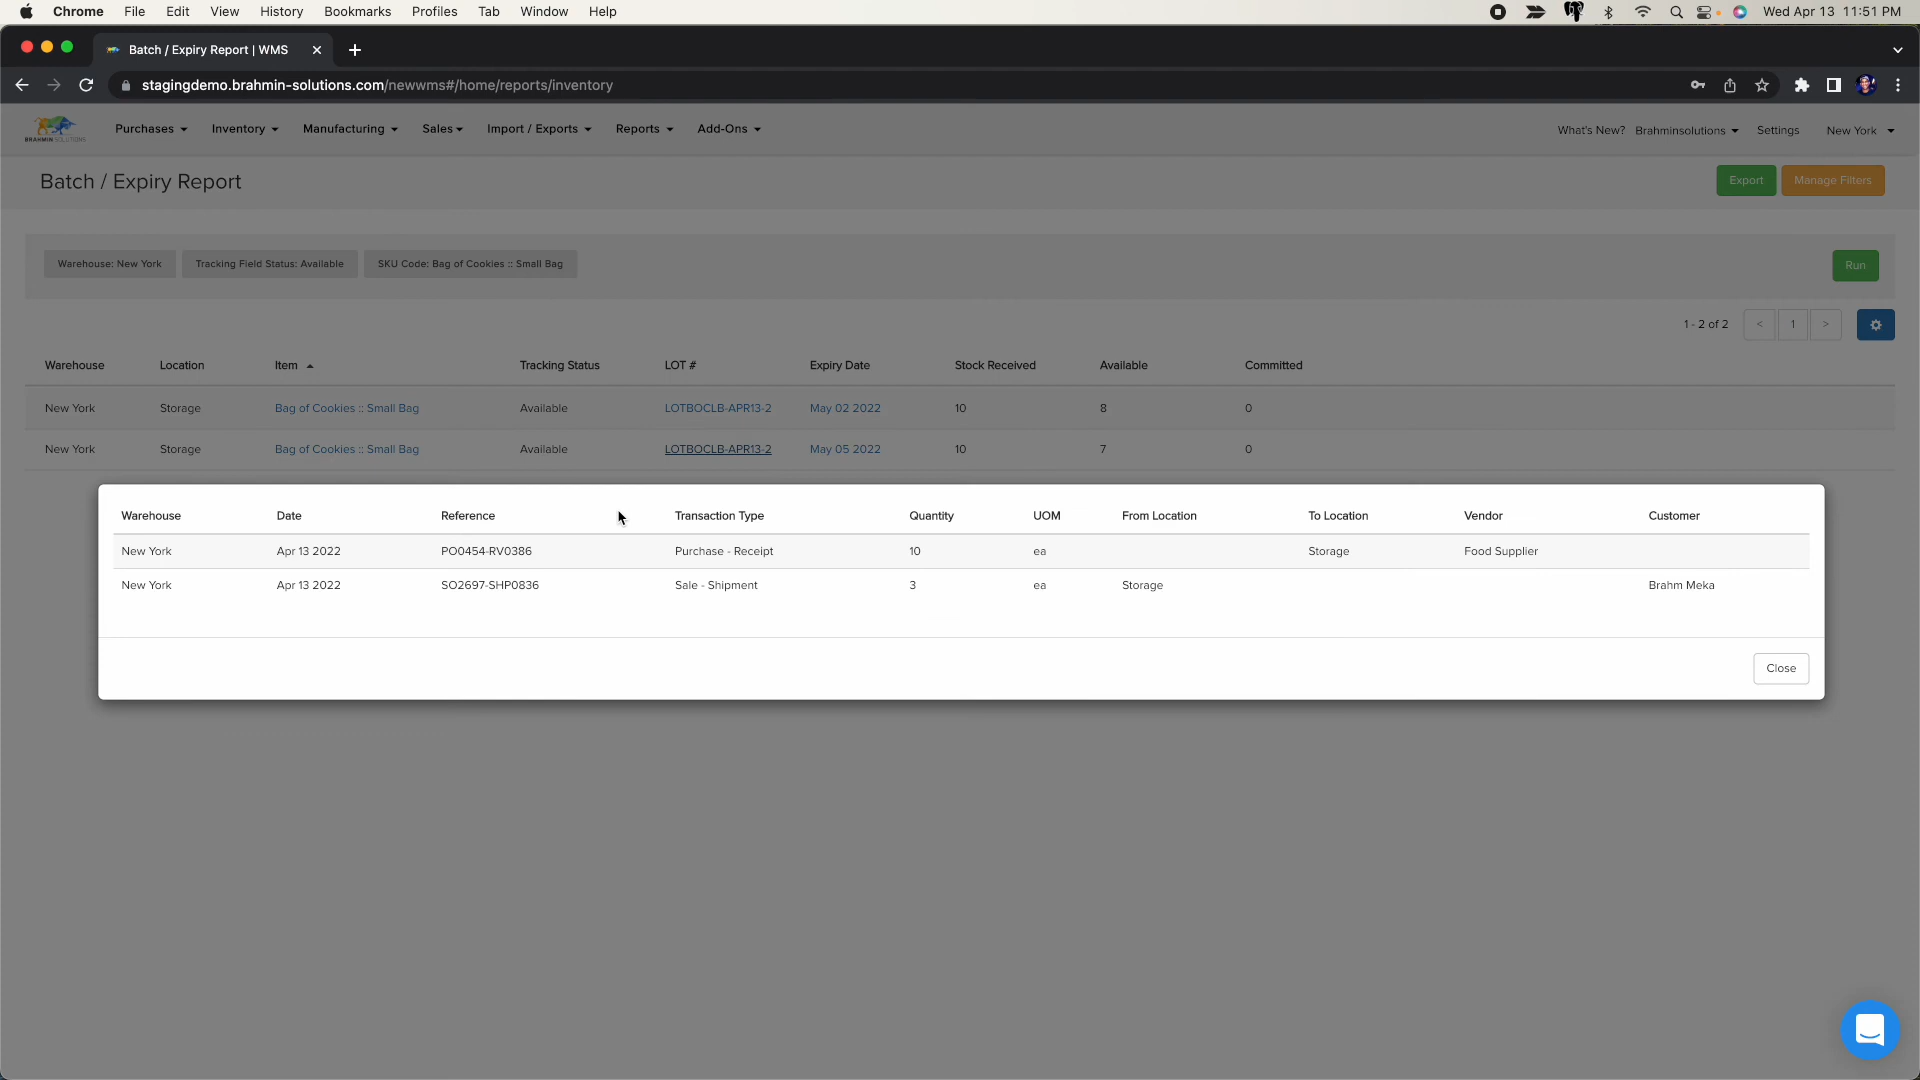 Chrome File Edit View History Bookmarks Profiles Tab Window Help Wed Apr 13 11:51 PM
Batch / Expiry Report | WMS
stagingdemo.brahmin-solutions.com/newwms#/home/reports/inventory
BRAHMIN SOLUTIONS Purchases Inventory Manufacturing Sales Import / Exports Reports Add-Ons What's New? Brahminsolutions Settings New York
Batch / Expiry Report Export Manage Filters
Warehouse: New York Tracking Field Status: Available SKU Code: Bag of Cookies :: Small Bag Run
1 - 2 of 2 < 1 >
Warehouse Location Item Tracking Status LOT # Expiry Date Stock Received Available Committed
New York Storage Bag of Cookies :: Small Bag Available LOTBOCLB-APR13-2 May 02 2022 10 8 0
New York Storage Bag of Cookies :: Small Bag Available LOTBOCLB-APR13-2 May 05 2022 10 7 0
Warehouse Date Reference Transaction Type Quantity UOM From Location To Location Vendor Customer
New York Apr 13 2022 PO0454-RV0386 Purchase - Receipt 10 ea Storage Food Supplier
New York Apr 13 2022 SO2697-SHP0836 Sale - Shipment 3 ea Storage Brahm Meka
Close